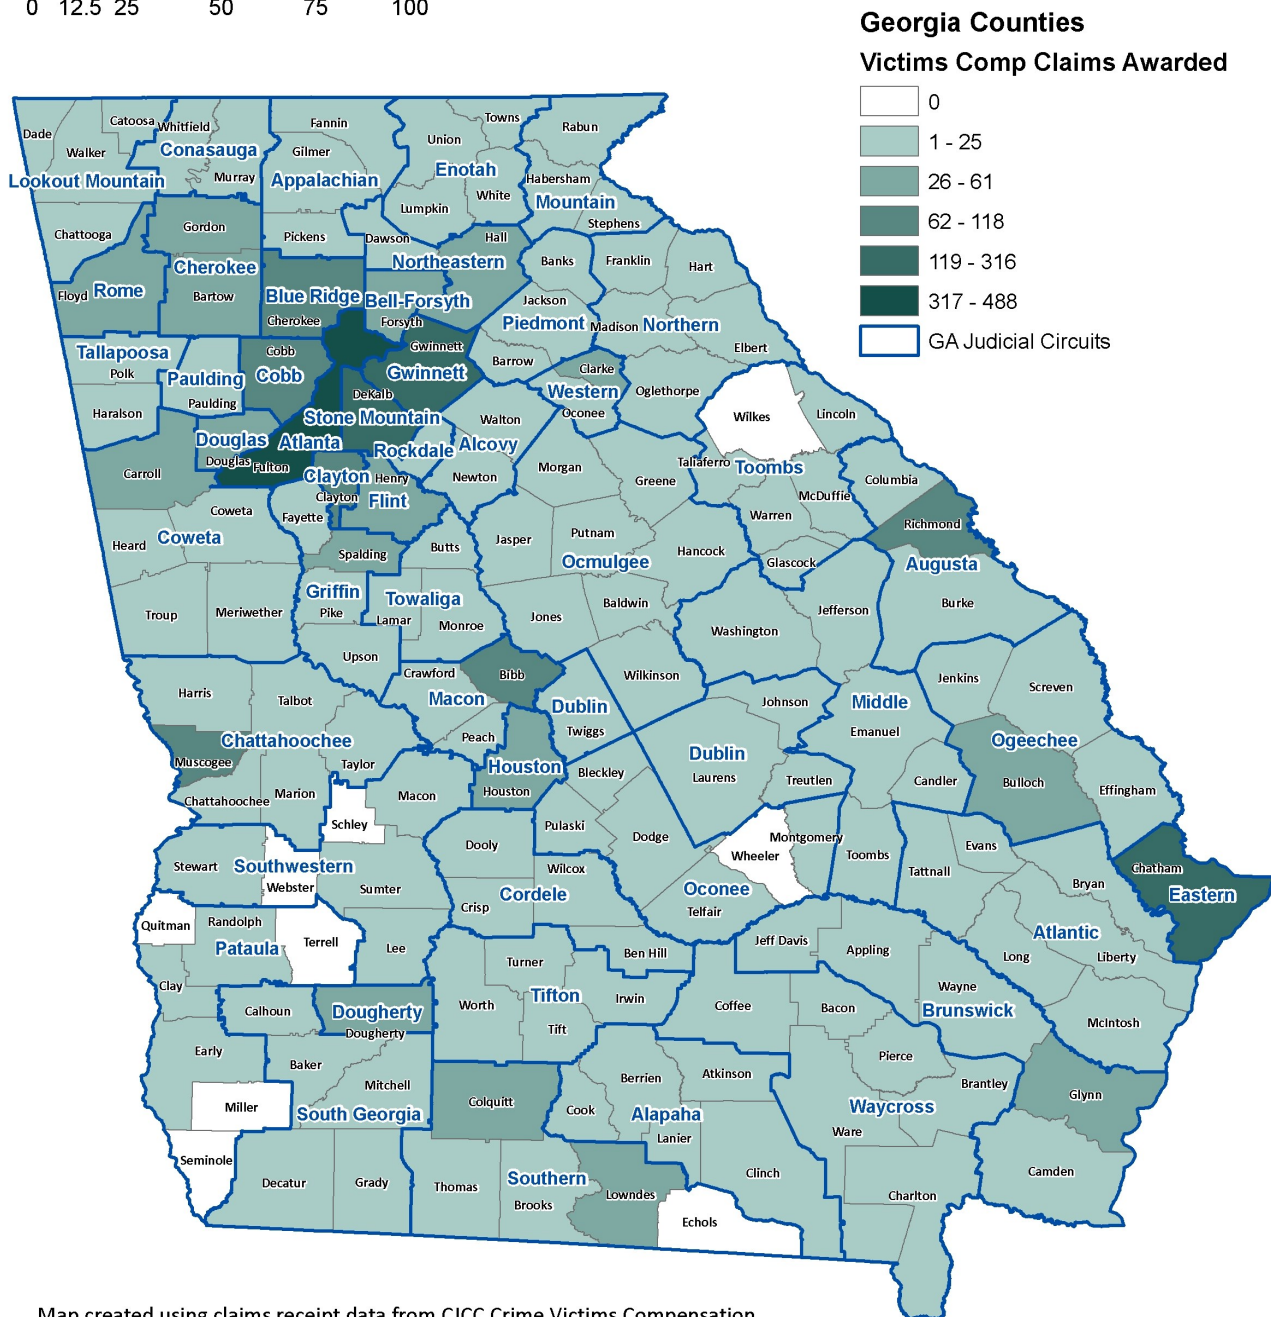 0 12.5 25 50 75 100
Georgia Counties
Victims Comp Claims Awarded
0
1 - 25
26 - 61
62 - 118
119 - 316
317 - 488
GA Judicial Circuits
Dade
Catoosa
Whitfield
Walker
Conasauga
Murray
Lookout Mountain
Fannin
Gilmer
Appalachian
Union
Towns
Enotah
White
Lumpkin
Rabun
Habersham
Mountain
Stephens
Chattooga
Gordon
Pickens
Dawson
Hall
Northeastern
Banks
Franklin
Hart
Cherokee
Floyd
Rome
Bartow
Blue Ridge
Cherokee
Bell-Forsyth
Forsyth
Jackson
Piedmont
Madison
Northern
Elbert
Tallapoosa
Polk
Paulding
Paulding
Cobb
Cobb
Gwinnett
Gwinnett
Barrow
Clarke
Western
Oconee
Oglethorpe
Wilkes
Lincoln
Haralson
DeKalb
Stone Mountain
Walton
Douglas
Douglas
Atlanta
Fulton
Rockdale
Alcovy
Newton
Morgan
Greene
Taliaferro
Toombs
McDuffie
Columbia
Carroll
Clayton
Clayton
Henry
Flint
Fayette
Coweta
Coweta
Heard
Spalding
Butts
Jasper
Putnam
Ocmulgee
Hancock
Warren
Glascock
Richmond
Augusta
Burke
Troup
Meriwether
Griffin
Pike
Towaliga
Lamar
Monroe
Jones
Baldwin
Washington
Jefferson
Upson
Crawford
Bibb
Macon
Wilkinson
Jenkins
Screven
Harris
Talbot
Peach
Dublin
Twiggs
Johnson
Middle
Emanuel
Chattahoochee
Muscogee
Taylor
Houston
Houston
Bleckley
Dublin
Laurens
Treutlen
Candler
Ogeechee
Bulloch
Effingham
Chattahoochee
Marion
Macon
Schley
Pulaski
Dodge
Montgomery
Wheeler
Toombs
Tattnall
Evans
Bryan
Chatham
Eastern
Stewart
Southwestern
Webster
Sumter
Dooly
Wilcox
Cordele
Crisp
Oconee
Telfair
Quitman
Randolph
Pataula
Terrell
Lee
Turner
Ben Hill
Jeff Davis
Appling
Long
Atlantic
Liberty
Clay
Calhoun
Dougherty
Dougherty
Worth
Tifton
Irwin
Tift
Coffee
Bacon
Wayne
Brunswick
McIntosh
Early
Baker
Mitchell
Miller
South Georgia
Colquitt
Berrien
Cook
Atkinson
Alapaha
Lanier
Pierce
Brantley
Waycross
Ware
Glynn
Seminole
Decatur
Grady
Thomas
Southern
Brooks
Lowndes
Clinch
Echols
Charlton
Camden
Map created using claims receipt data from CJCC Crime Victims Compensation